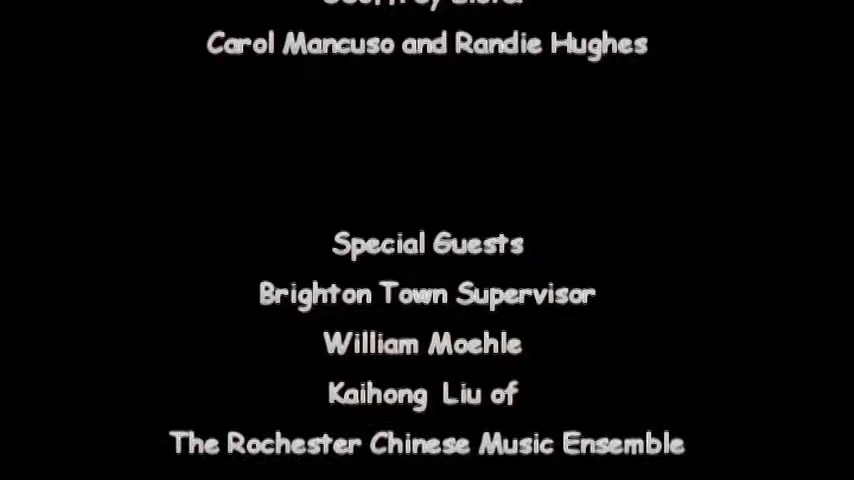 Carol Mancuso and Randie Hughes
Special Guests
Brighton Town Supervisor
William Moehle
Kaihong Liu of
The Rochester Chinese Music Ensemble